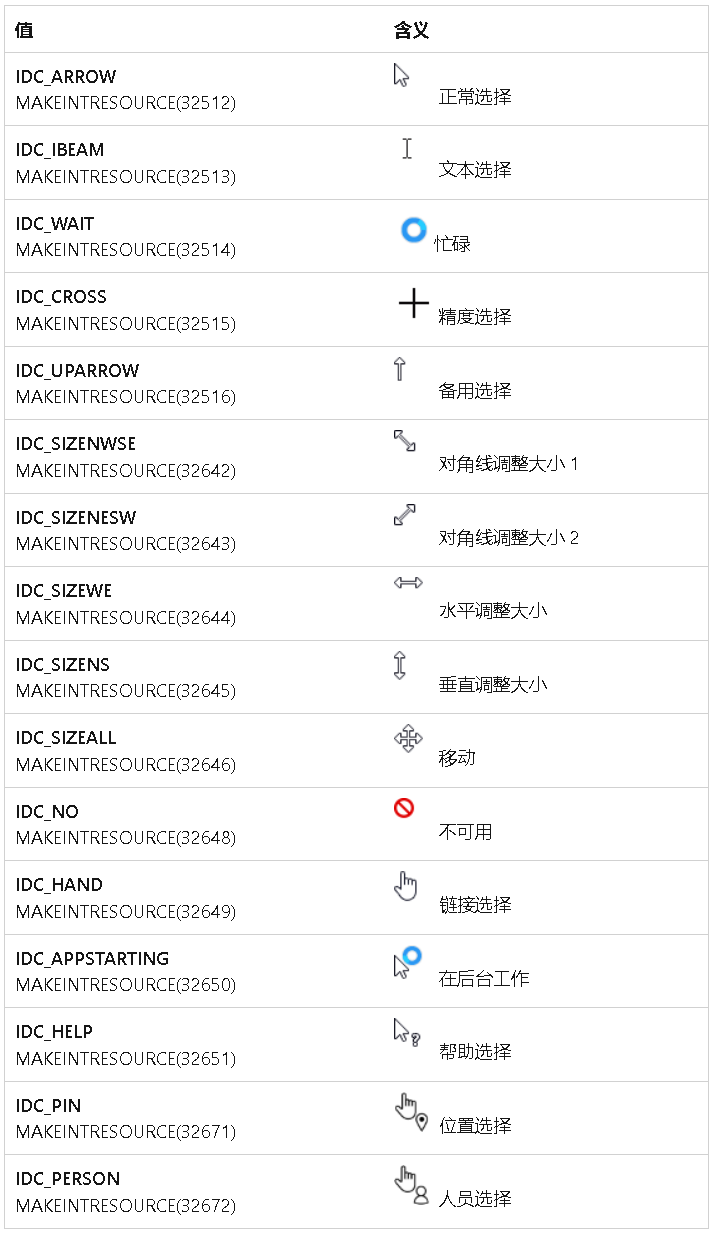 值 含义
IDC_ARROW
MAKEINTRESOURCE(32512) 正常选择
IDC_IBEAM
MAKEINTRESOURCE(32513) 文本选择
IDC_WAIT
MAKEINTRESOURCE(32514) 忙碌
IDC_CROSS
MAKEINTRESOURCE(32515) 精度选择
IDC_UPARROW
MAKEINTRESOURCE(32516) 备用选择
IDC_SIZENWSE
MAKEINTRESOURCE(32642) 对角线调整大小 1
IDC_SIZENESW
MAKEINTRESOURCE(32643) 对角线调整大小 2
IDC_SIZEWE
MAKEINTRESOURCE(32644) 水平调整大小
IDC_SIZENS
MAKEINTRESOURCE(32645) 垂直调整大小
IDC_SIZEALL
MAKEINTRESOURCE(32646) 移动
IDC_NO
MAKEINTRESOURCE(32648) 不可用
IDC_HAND
MAKEINTRESOURCE(32649) 链接选择
IDC_APPSTARTING
MAKEINTRESOURCE(32650) 在后台工作
IDC_HELP
MAKEINTRESOURCE(32651) 帮助选择
IDC_PIN
MAKEINTRESOURCE(32671) 位置选择
IDC_PERSON
MAKEINTRESOURCE(32672) 人员选择